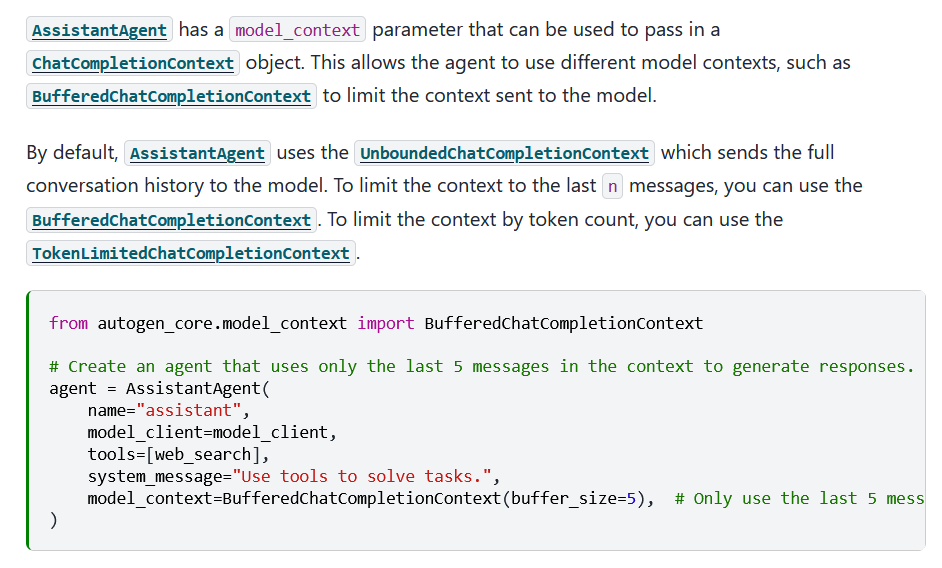 AssistantAgent has a model_context parameter that can be used to pass in a
ChatCompletionContext object. This allows the agent to use different model contexts, such as
BufferedChatCompletionContext to limit the context sent to the model.
By default, AssistantAgent uses the UnboundedChatCompletionContext which sends the full
conversation history to the model. To limit the context to the last n messages, you can use the
BufferedChatCompletionContext. To limit the context by token count, you can use the
TokenLimitedChatCompletionContext.
from autogen_core.model_context import BufferedChatCompletionContext
# Create an agent that uses only the last 5 messages in the context to generate responses.
agent = AssistantAgent(
    name="assistant",
    model_client=model_client,
    tools=[web_search],
    system_message="Use tools to solve tasks.",
    model_context=BufferedChatCompletionContext(buffer_size=5),  # Only use the last 5 mess
)